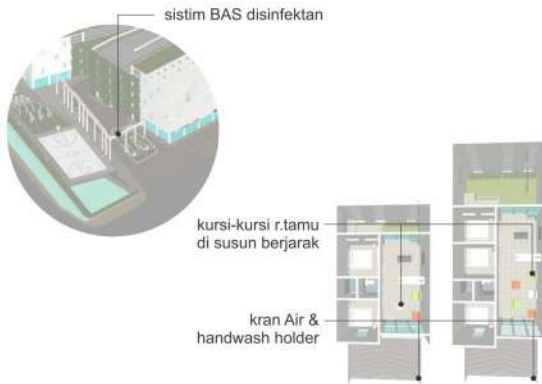 sistim BAS disinfektan
kursi-kursi r.tamu
di susun berjarak
kran Air &
handwash holder